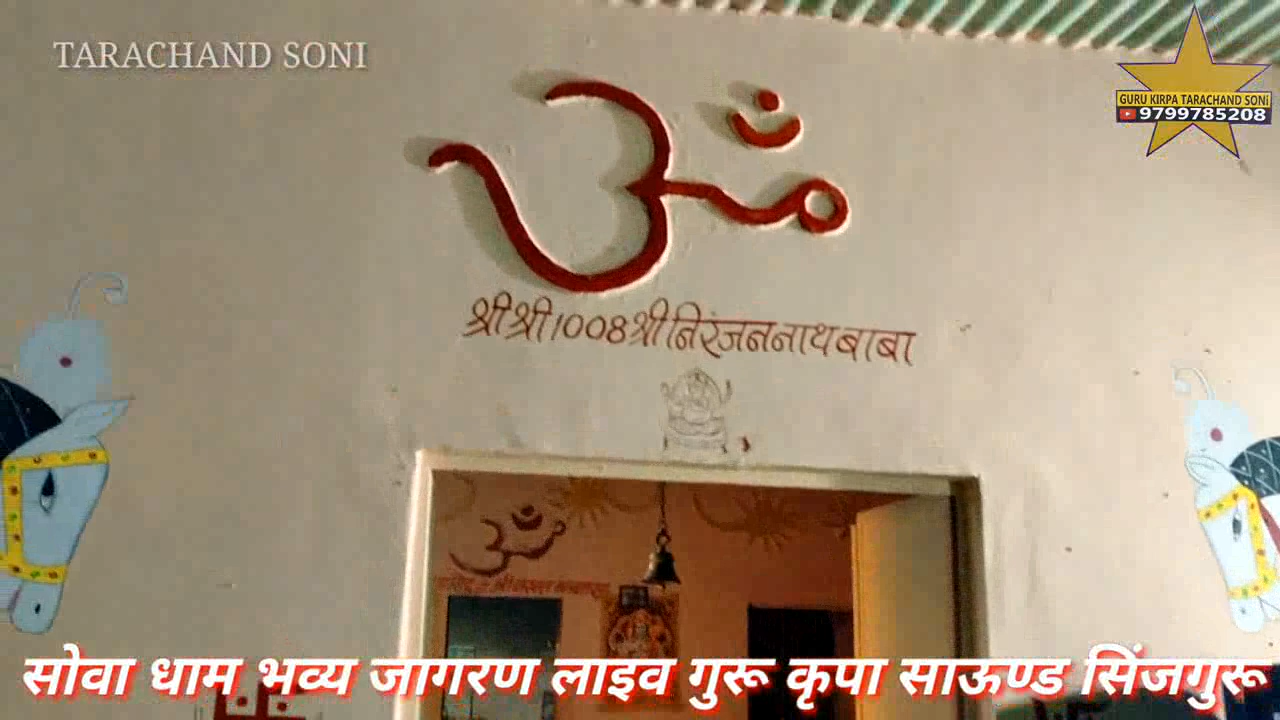 TARACHAND SONI
GURU KIRPA TARACHAND SONi
9799785208
ॐ
श्री श्री 1008 श्री निरंजननाथ बाबा
ॐ
सोवा धाम भव्य जागरण लाइव गुरू कृपा साऊण्ड सिंजगुरू